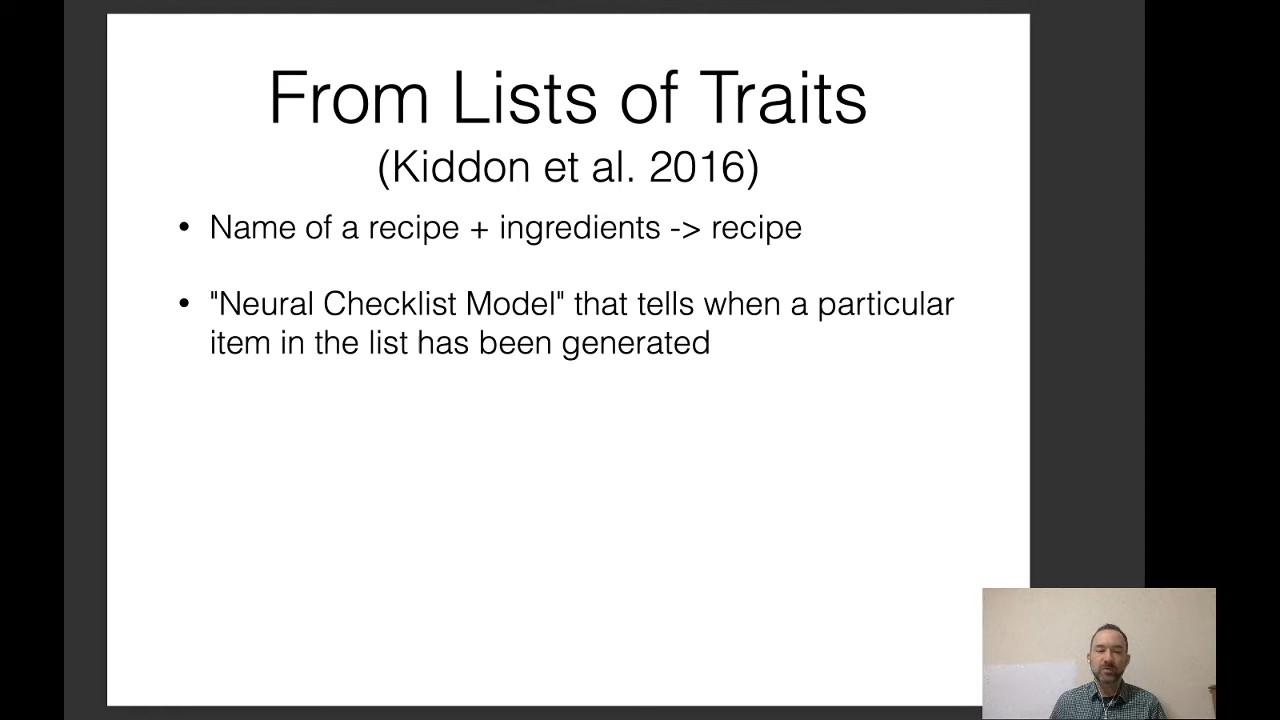 From Lists of Traits
(Kiddon et al. 2016)
• Name of a recipe + ingredients -> recipe
• "Neural Checklist Model" that tells when a particular
item in the list has been generated